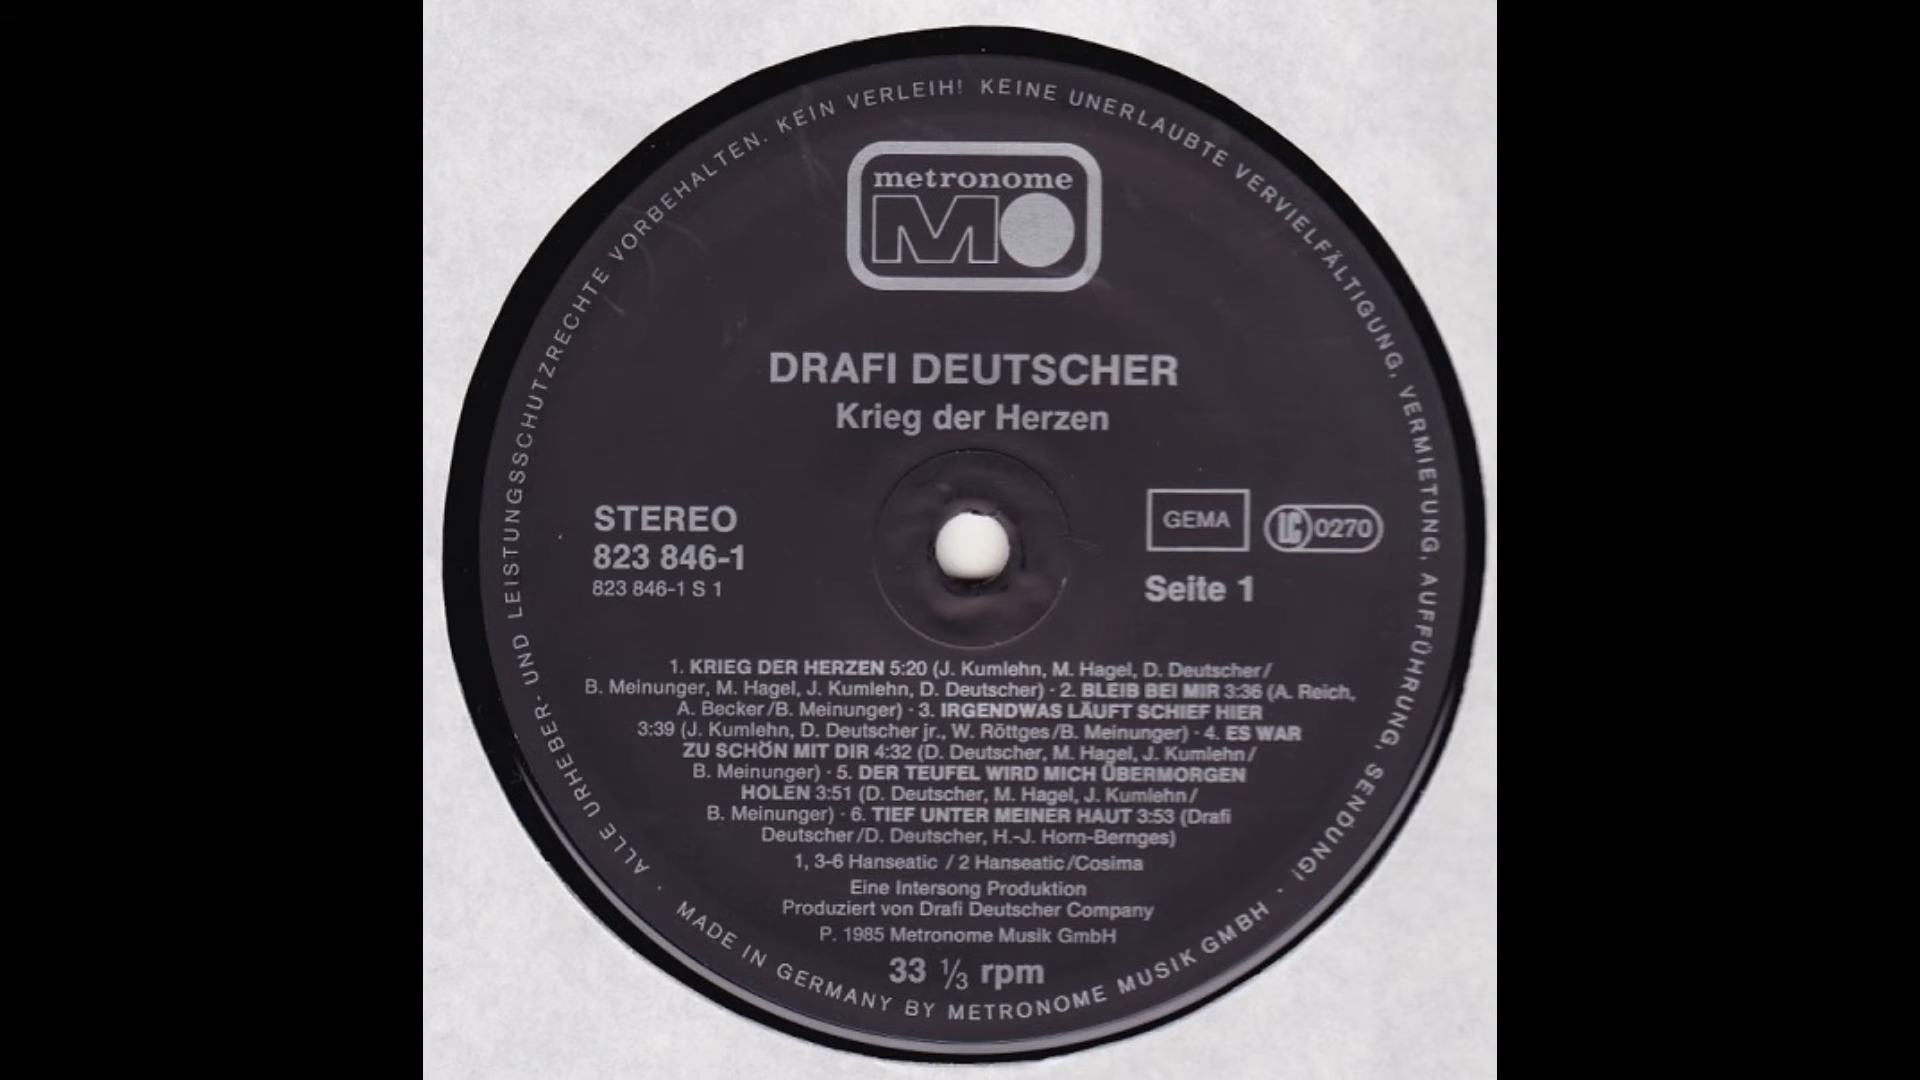 ALLE URHEBER- UND LEISTUNGSSCHUTZRECHTE VORBEHALTEN. KEIN VERLEIH! KEINE UNERLAUBTE VERVIELFÄLTIGUNG, VERMIETUNG, AUFFÜHRUNG, SENDUNG!
metronome
MO
DRAFI DEUTSCHER
Krieg der Herzen
STEREO
823 846-1
823 846-1 S 1
GEMA
LC 0270
Seite 1
1. KRIEG DER HERZEN 5:20 (J. Kumlehn, M. Hagel, D. Deutscher/
B. Meinunger, M. Hagel, J. Kumlehn, D. Deutscher) · 2. BLEIB BEI MIR 3:36 (A. Reich,
A. Becker/B. Meinunger) · 3. IRGENDWAS LÄUFT SCHIEF HIER
3:39 (J. Kumlehn, D. Deutscher jr., W. Röttges/B. Meinunger) · 4. ES WAR
ZU SCHÖN MIT DIR 4:32 (D. Deutscher, M. Hagel, J. Kumlehn/
B. Meinunger) · 5. DER TEUFEL WIRD MICH ÜBERMORGEN
HOLEN 3:51 (D. Deutscher, M. Hagel, J. Kumlehn/
B. Meinunger) · 6. TIEF UNTER MEINER HAUT 3:53 (Drafi
Deutscher/D. Deutscher, H.-J. Horn-Bernges)
1, 3-6 Hanseatic / 2 Hanseatic/Cosima
Eine Intersong Produktion
Produziert von Drafi Deutscher Company
P. 1985 Metronome Musik GmbH
33 ⅓ rpm
· MADE IN GERMANY BY METRONOME MUSIK GMBH ·